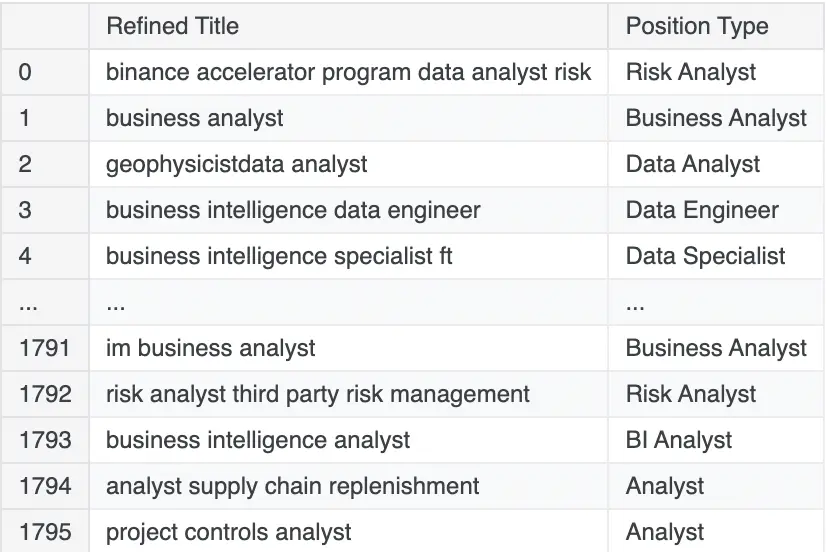 Refined Title Position Type
0 binance accelerator program data analyst risk Risk Analyst
1 business analyst Business Analyst
2 geophysicistdata analyst Data Analyst
3 business intelligence data engineer Data Engineer
4 business intelligence specialist ft Data Specialist
... ... ...
1791 im business analyst Business Analyst
1792 risk analyst third party risk management Risk Analyst
1793 business intelligence analyst BI Analyst
1794 analyst supply chain replenishment Analyst
1795 project controls analyst Analyst